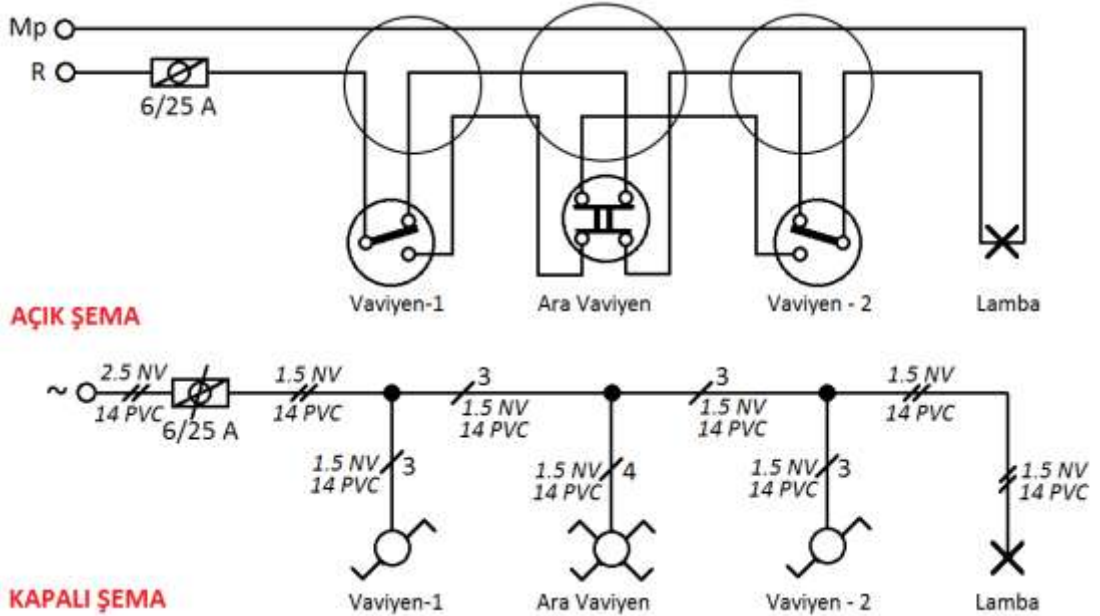 Mp
R
6/25 A
Vaviyen-1 Ara Vaviyen Vaviyen - 2 Lamba
AÇIK ŞEMA
~ 2.5 NV 1.5 NV 3 3 1.5 NV
14 PVC 14 PVC 1.5 NV 1.5 NV 14 PVC
6/25 A 14 PVC 14 PVC
1.5 NV 3 1.5 NV 4 1.5 NV 3 1.5 NV
14 PVC 14 PVC 14 PVC 14 PVC
KAPALI ŞEMA Vaviyen-1 Ara Vaviyen Vaviyen - 2 Lamba